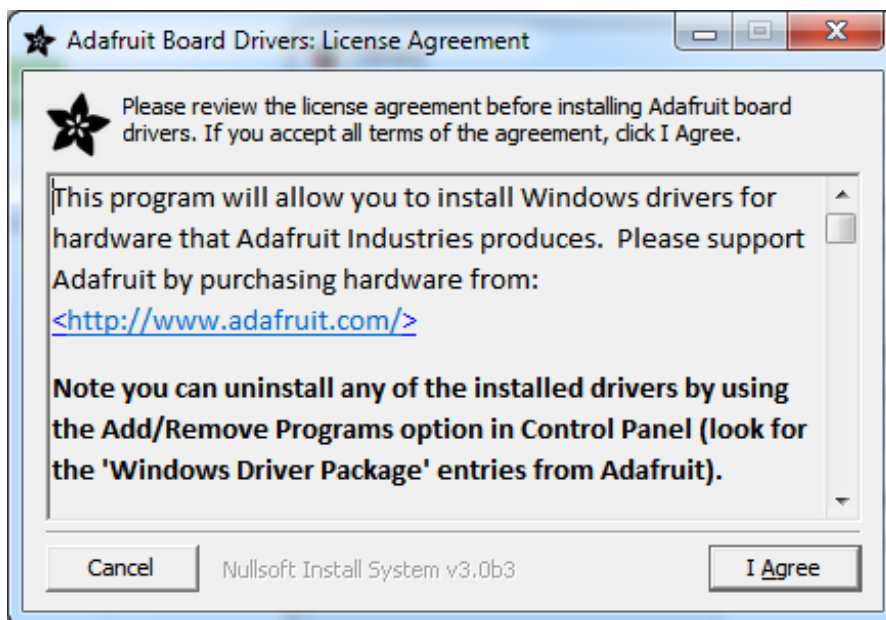 Adafruit Board Drivers: License Agreement
Please review the license agreement before installing Adafruit board
drivers. If you accept all terms of the agreement, click I Agree.
This program will allow you to install Windows drivers for
hardware that Adafruit Industries produces.  Please support
Adafruit by purchasing hardware from:
<http://www.adafruit.com/>
Note you can uninstall any of the installed drivers by using
the Add/Remove Programs option in Control Panel (look for
the 'Windows Driver Package' entries from Adafruit).
Cancel Nullsoft Install System v3.0b3 I Agree